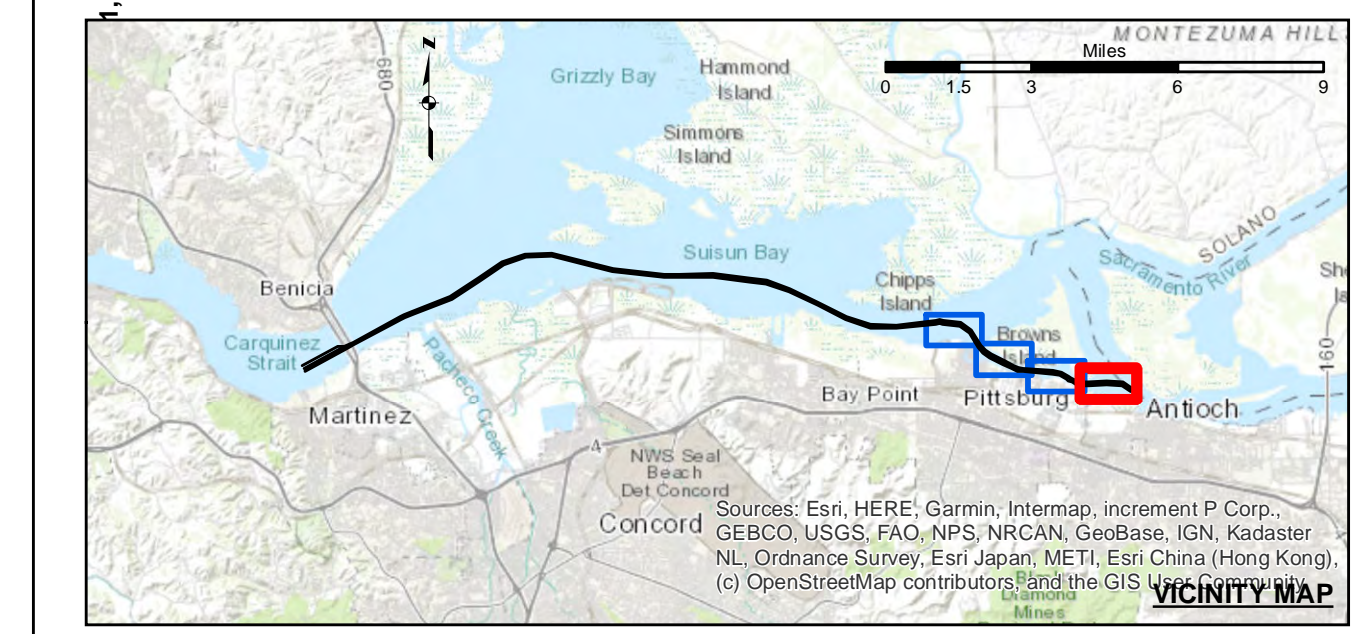 MONTEZUMA HILL
Miles
0 1.5 3 6 9
N
680
Grizzly Bay
Hammond
Island
Simmons
Island
Suisun Bay
SOLANO
Sacramento River
Chipps
Island
Benicia
Browns
Island
Carquinez
Strait
Pacheco Creek
160
Bay Point
Pittsburg
Antioch
Martinez
4
NWS Seal
Beach
Det Concord
Concord
Sources: Esri, HERE, Garmin, Intermap, increment P Corp.,
GEBCO, USGS, FAO, NPS, NRCAN, GeoBase, IGN, Kadaster
NL, Ordnance Survey, Esri Japan, METI, Esri China (Hong Kong),
(c) OpenStreetMap contributors, and the GIS User Community
Diamond
Mines
VICINITY MAP